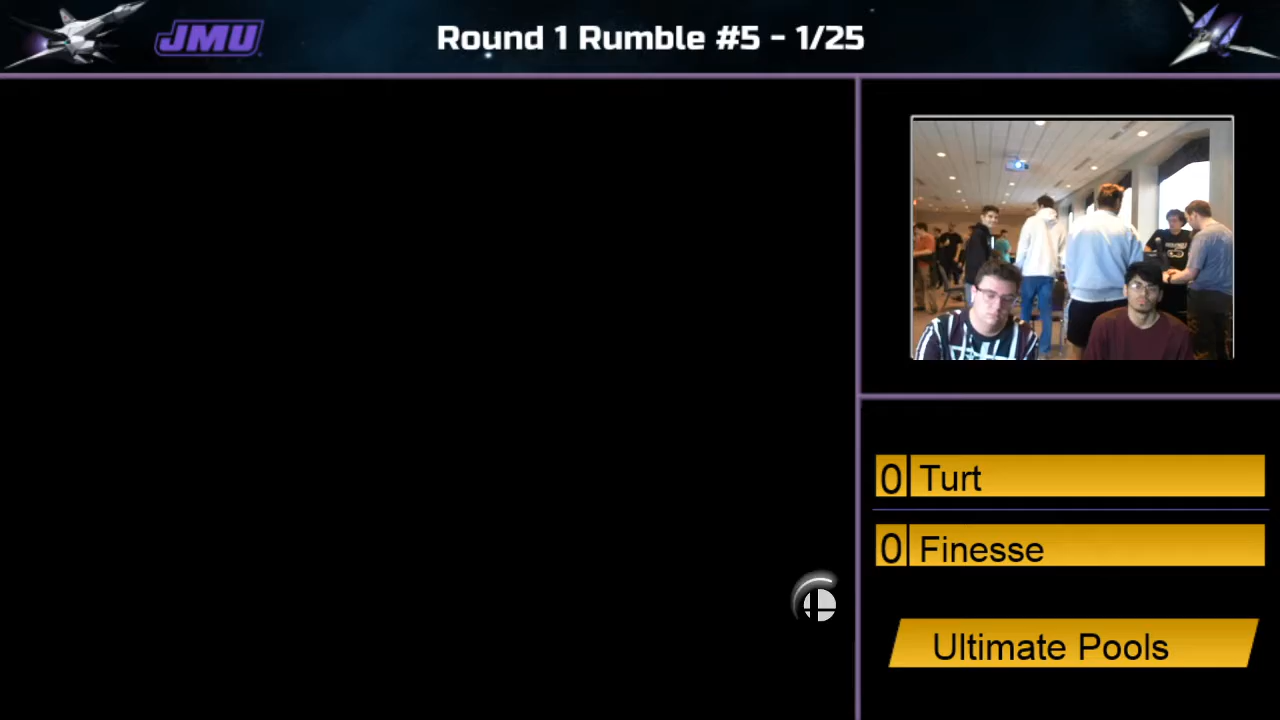 JMU
Round 1 Rumble #5 - 1/25
0 Turt
0 Finesse
Ultimate Pools